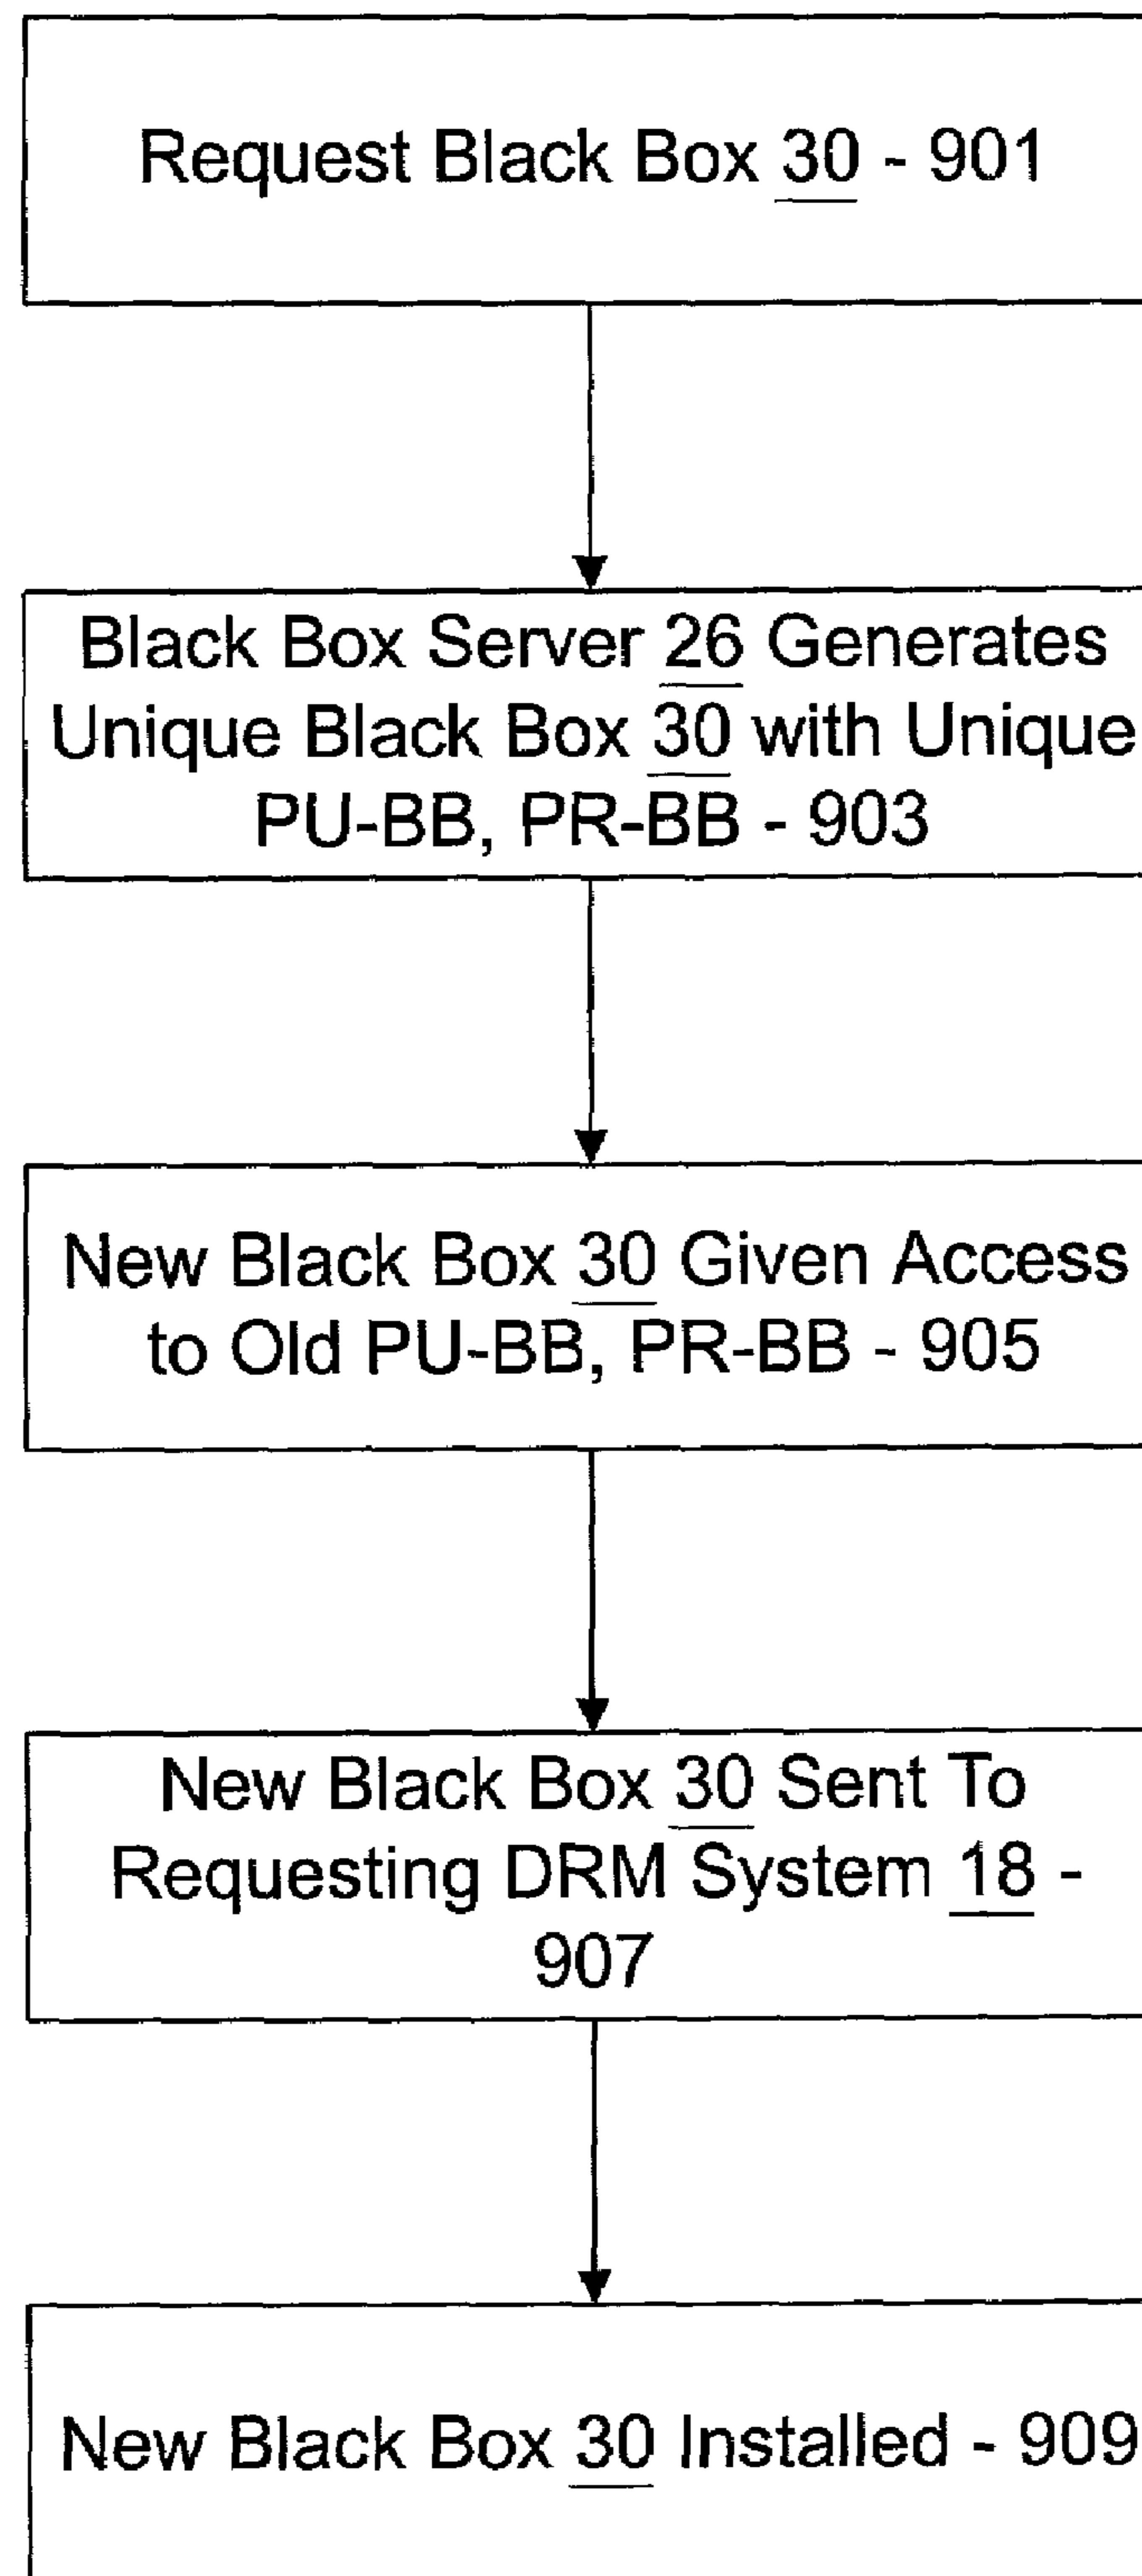 Request Black Box 30 - 901
Black Box Server 26 Generates
Unique Black Box 30 with Unique
PU-BB, PR-BB - 903
New Black Box 30 Given Access
to Old PU-BB, PR-BB - 905
New Black Box 30 Sent To
Requesting DRM System 18 -
907
New Black Box 30 Installed - 909